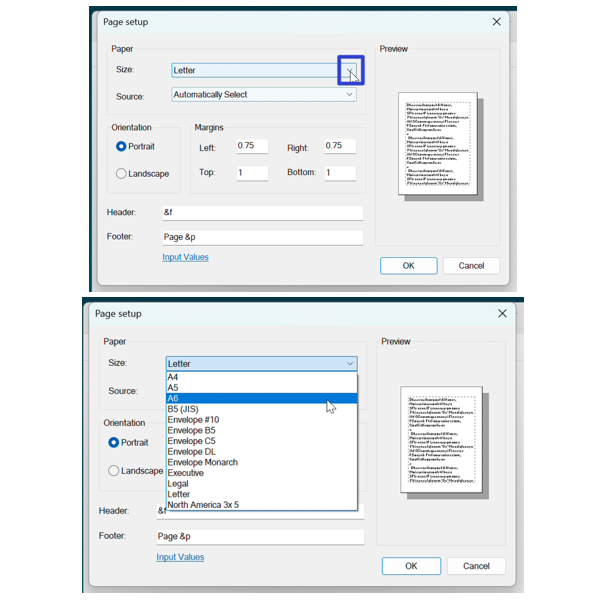 Page setup
Paper
Preview
Size: Letter
Source: Automatically Select
Orientation
Margins
Portrait
Left: 0.75 Right: 0.75
Landscape
Top: 1 Bottom: 1
Header: &f
Footer: Page &p
Input Values
OK Cancel
Page setup
Paper
Preview
Size: Letter
A4
A5
Source:
A6
B5 (JIS)
Orientation
Envelope #10
Envelope B5
Portrait
Envelope C5
Envelope DL
Envelope Monarch
Landscape
Executive
Legal
Letter
North America 3x 5
Header: &f
Footer: Page &p
Input Values
OK Cancel